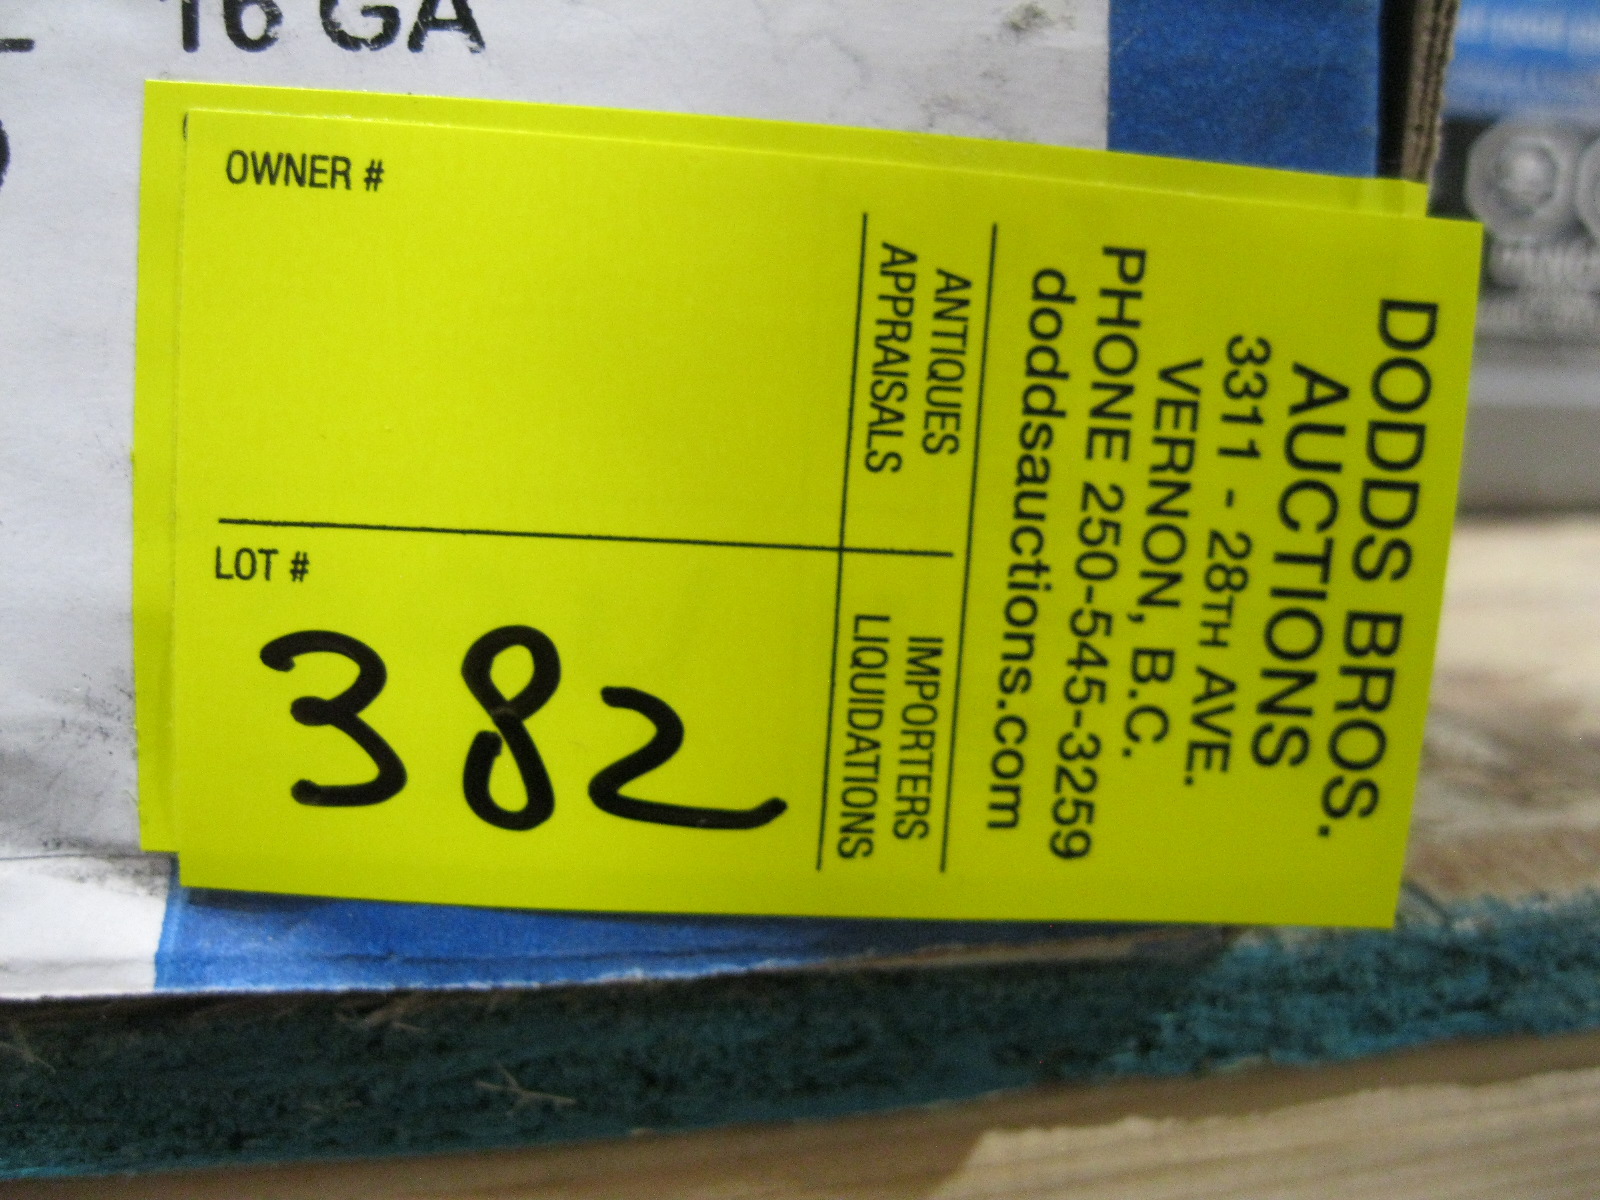 16 GA
OWNER #
LOT #
382
DODDS BROS.
AUCTIONS
3311 - 28TH AVE.
VERNON, B.C.
PHONE 250-545-3259
doddsauctions.com
ANTIQUES
APPRAISALS
IMPORTERS
LIQUIDATIONS